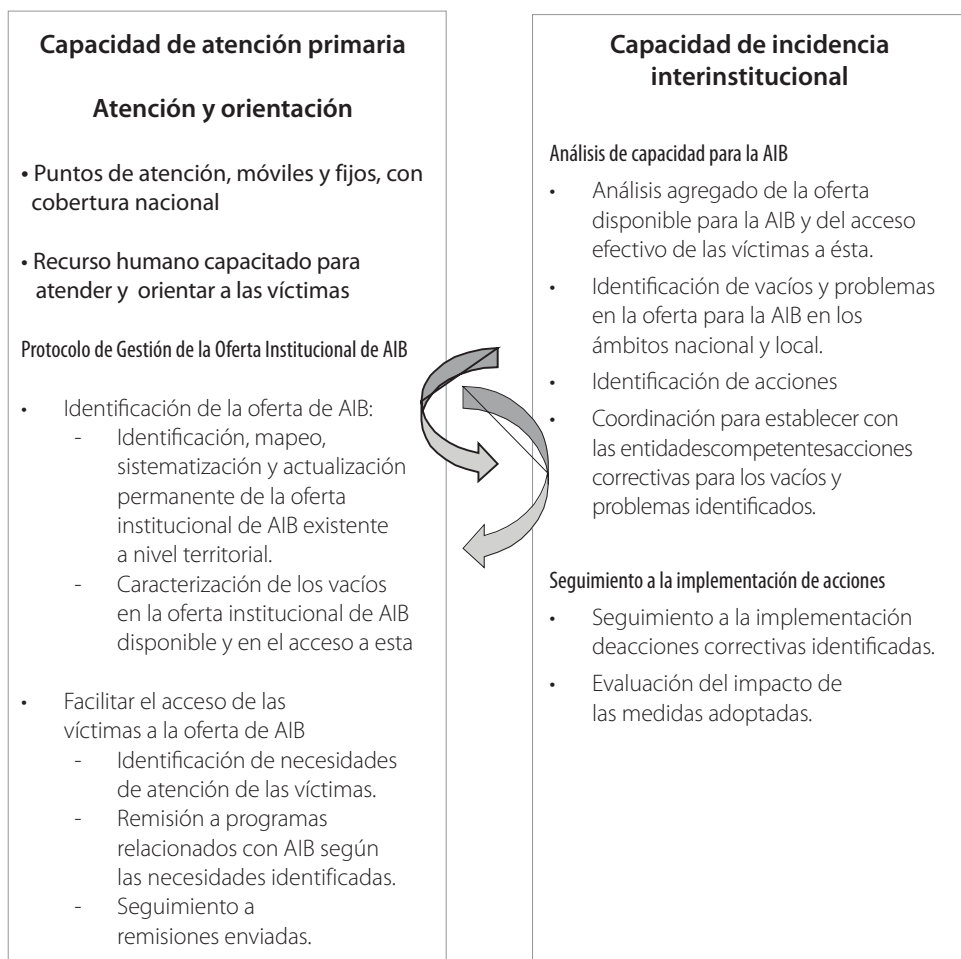 Capacidad de atención primaria
Atención y orientación
• Puntos de atención, móviles y fijos, con
cobertura nacional
• Recurso humano capacitado para
atender y orientar a las víctimas
Protocolo de Gestión de la Oferta Institucional de AIB
• Identificación de la oferta de AIB:
- Identificación, mapeo,
sistematización y actualización
permanente de la oferta
institucional de AIB existente
a nivel territorial.
- Caracterización de los vacíos
en la oferta institucional de AIB
disponible y en el acceso a esta
• Facilitar el acceso de las
víctimas a la oferta de AIB
- Identificación de necesidades
de atención de las víctimas.
- Remisión a programas
relacionados con AIB según
las necesidades identificadas.
- Seguimiento a
remisiones enviadas.
Capacidad de incidencia
interinstitucional
Análisis de capacidad para la AIB
• Análisis agregado de la oferta
disponible para la AIB y del acceso
efectivo de las víctimas a ésta.
• Identificación de vacíos y problemas
en la oferta para la AIB en los
ámbitos nacional y local.
• Identificación de acciones
• Coordinación para establecer con
las entidadescompetentesacciones
correctivas para los vacíos y
problemas identificados.
Seguimiento a la implementación de acciones
• Seguimiento a la implementación
deacciones correctivas identificadas.
• Evaluación del impacto de
las medidas adoptadas.